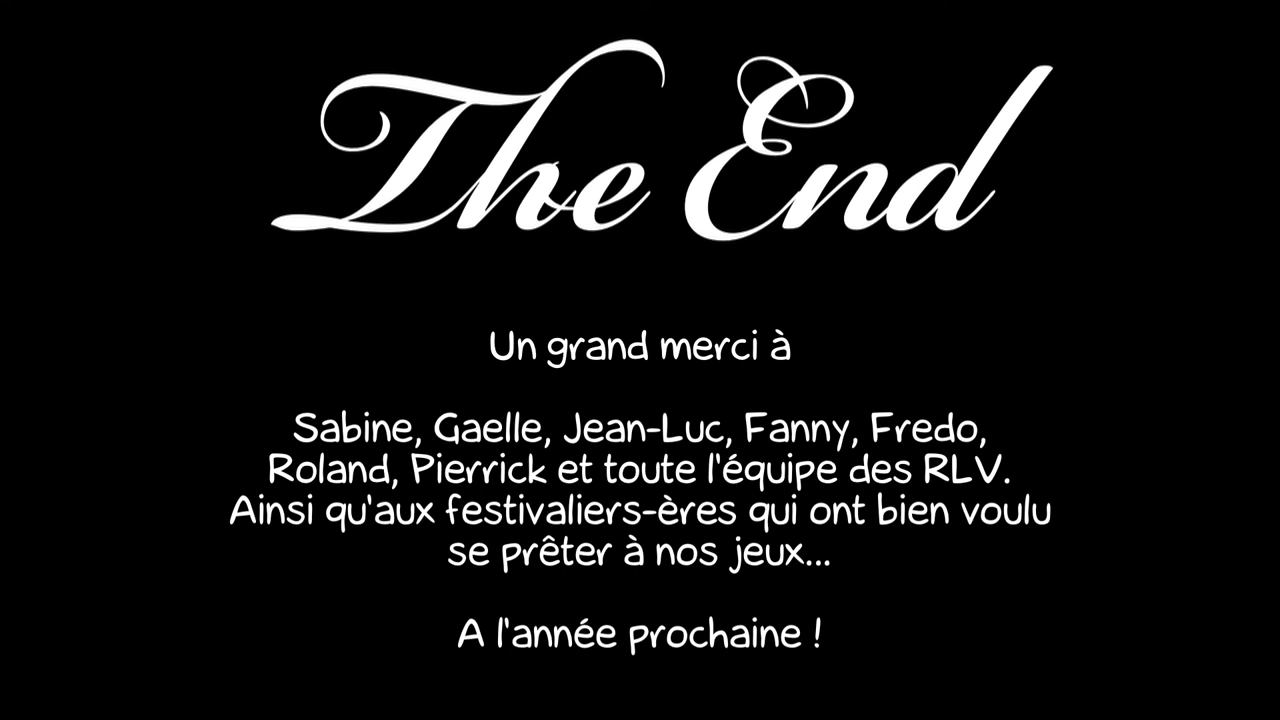 The End
Un grand merci à
Sabine, Gaelle, Jean-Luc, Fanny, Fredo,
Roland, Pierrick et toute l'équipe des RLV.
Ainsi qu'aux festivaliers-ères qui ont bien voulu
se prêter à nos jeux...
A l'année prochaine !